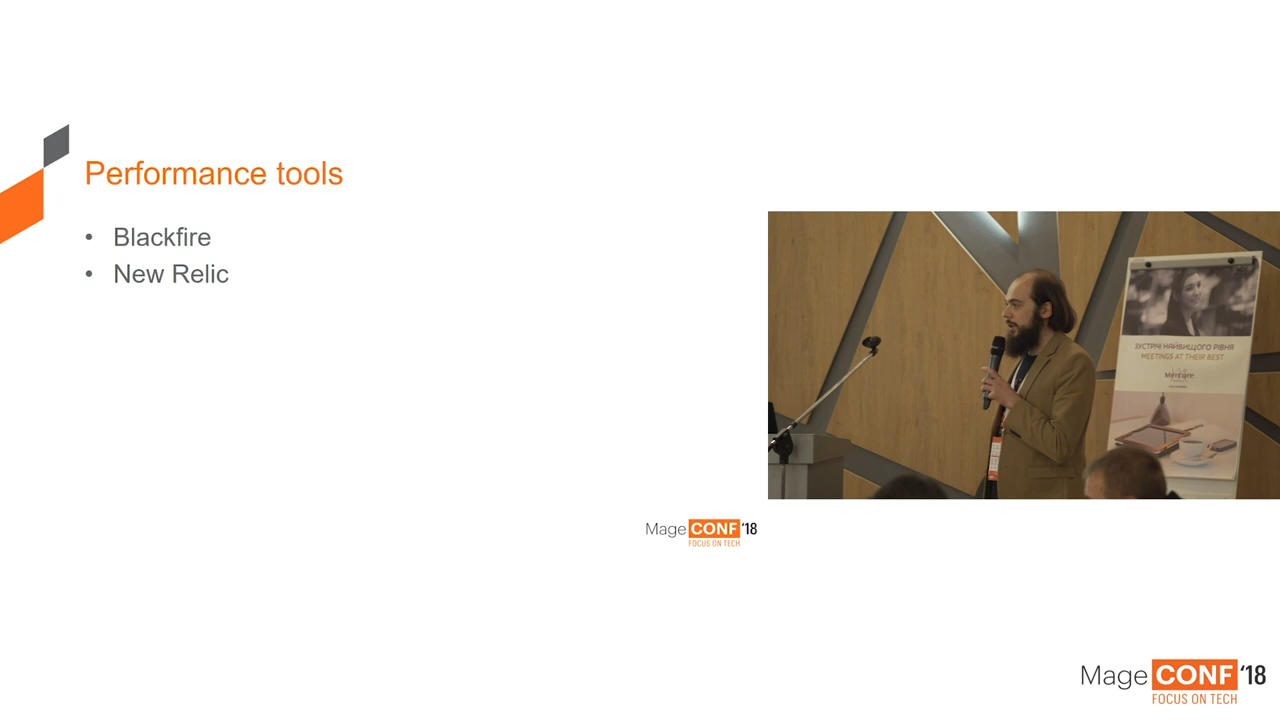 Performance tools
• Blackfire
• New Relic
ЗУСТРІЧІ НАЙВИЩОГО РІВНЯ
MEETINGS AT THEIR BEST
Mercure
Mage CONF '18
FOCUS ON TECH
Mage CONF '18
FOCUS ON TECH